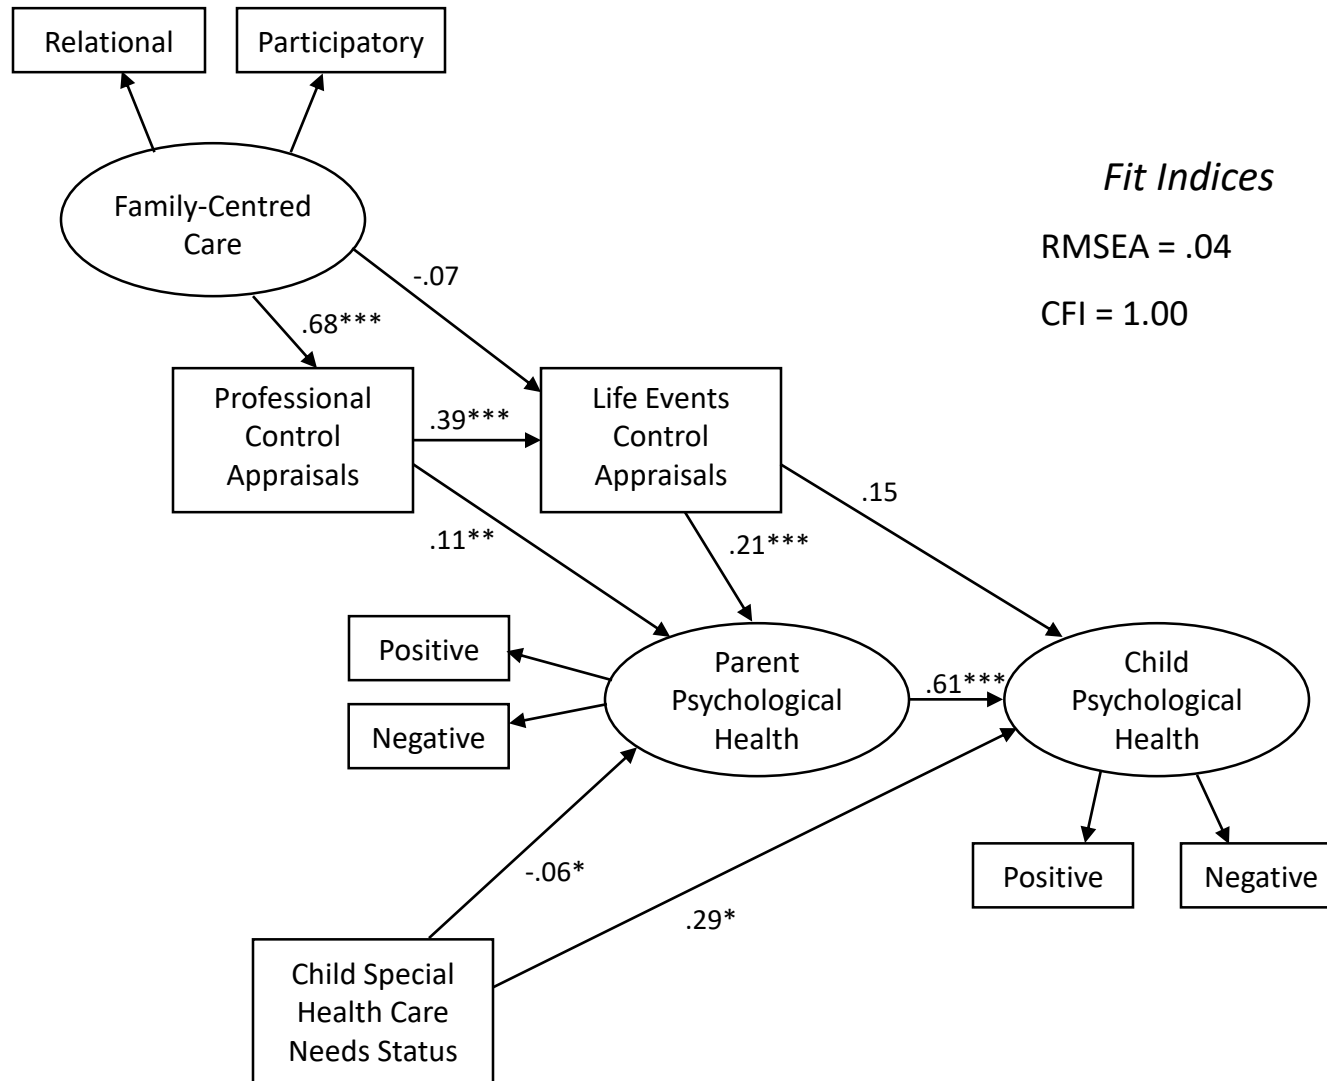 Relational
Participatory
Family-Centred
Care
Fit Indices
RMSEA = .04
CFI = 1.00
-.07
.68***
Professional
Control
Appraisals
.39***
Life Events
Control
Appraisals
.15
.11**
.21***
Positive
Negative
Parent
Psychological
Health
.61***
Child
Psychological
Health
-.06*
.29*
Positive
Negative
Child Special
Health Care
Needs Status